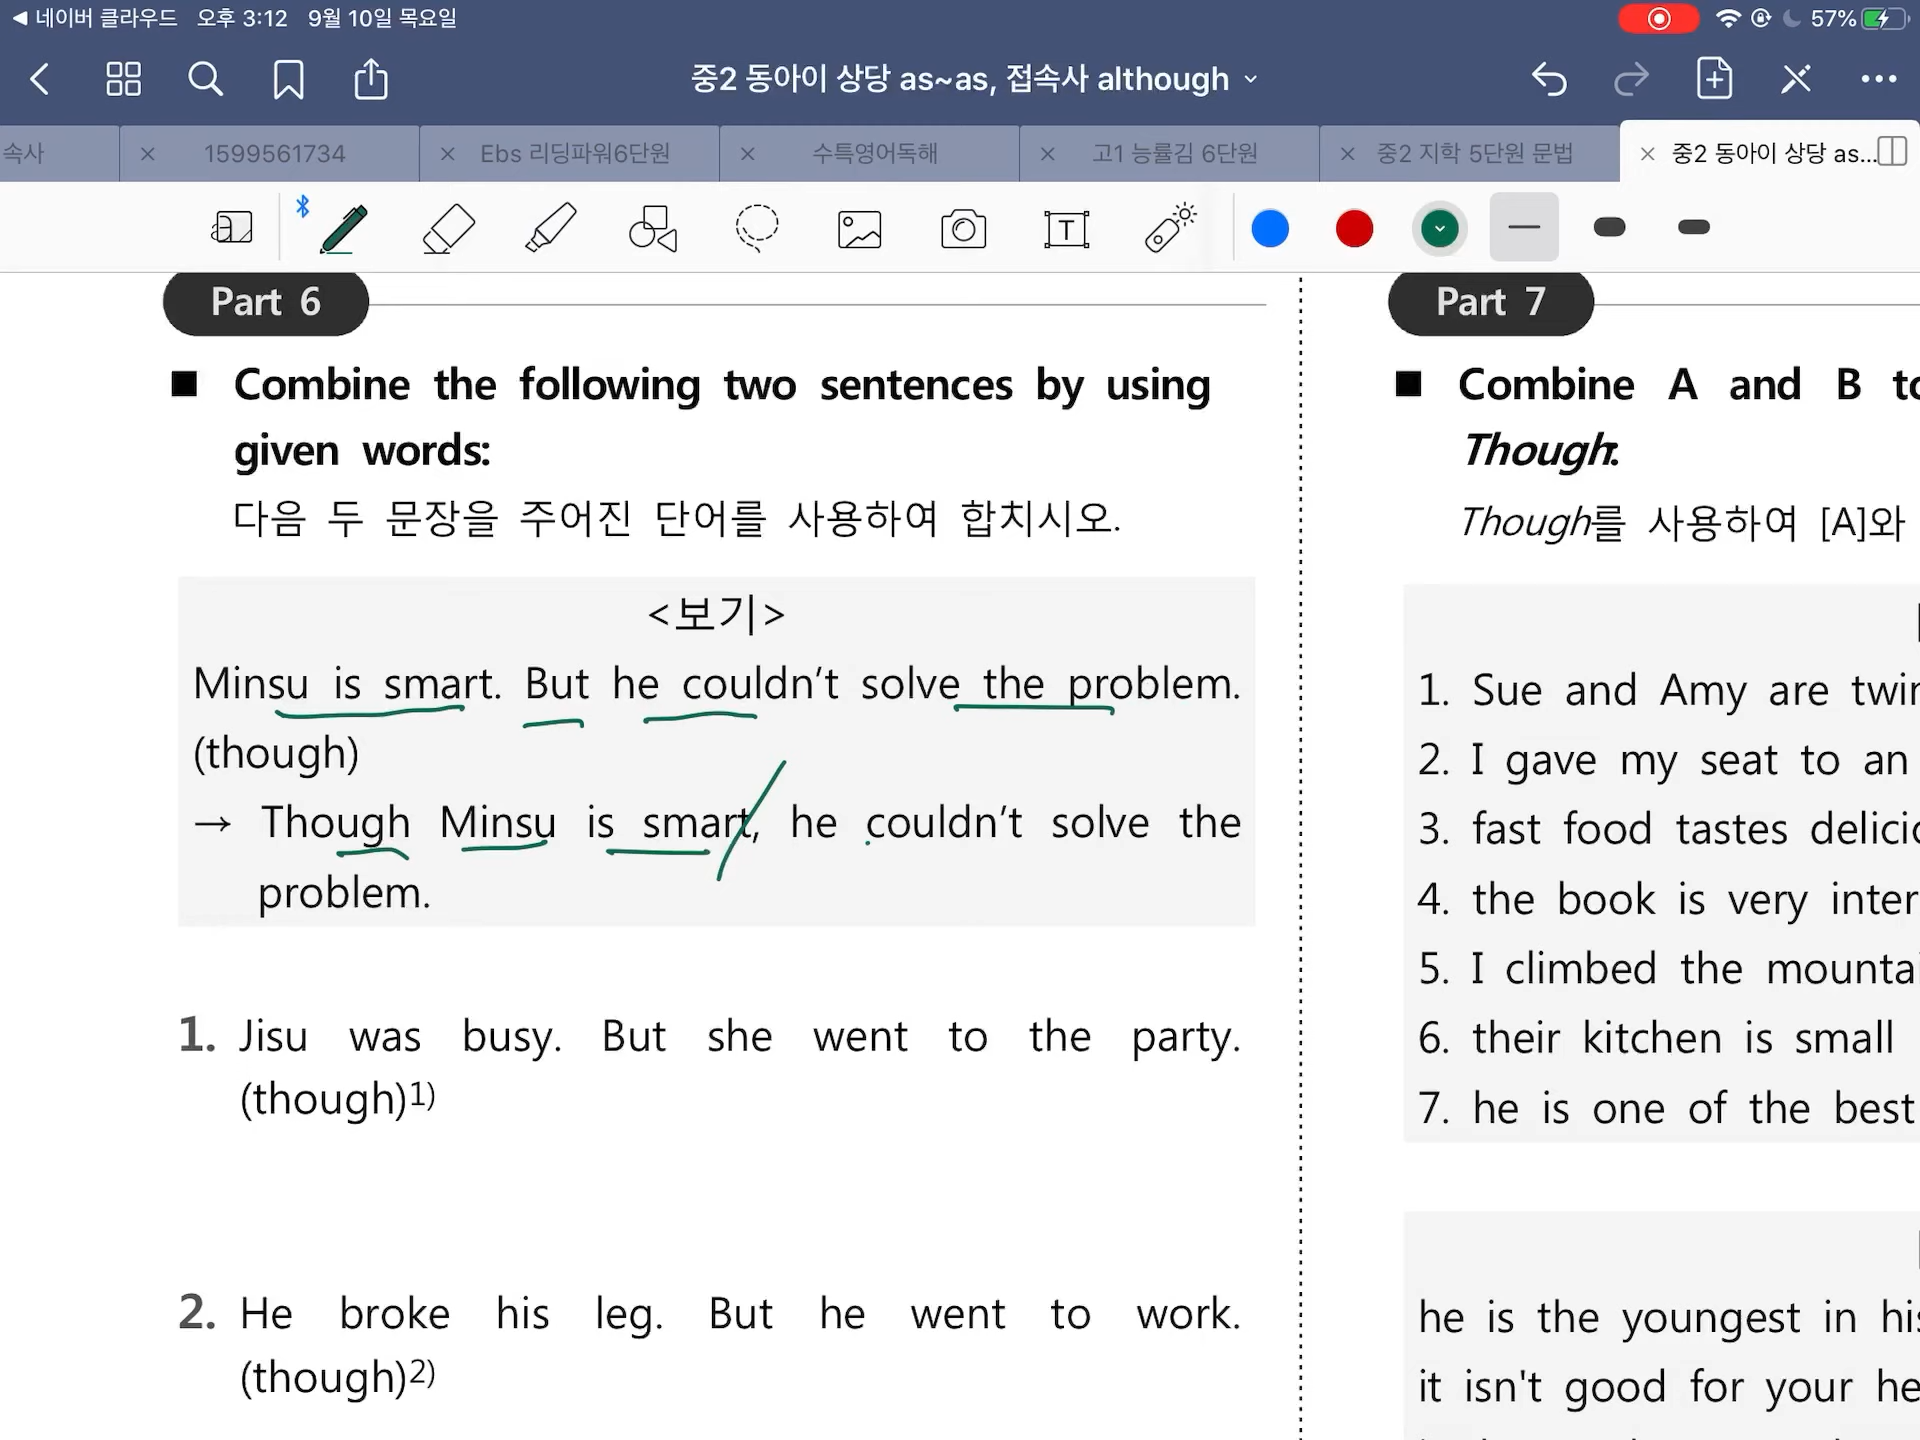 ◀ 네이버 클라우드 오후 3:12 9월 10일 목요일 57%
중2 동아이 상당 as~as, 접속사 although
속사
1599561734
Ebs 리딩파워6단원
수특영어독해
고1 능률김 6단원
중2 지학 5단원 문법
중2 동아이 상당 as...
Part 6
■ Combine the following two sentences by using
given words:
다음 두 문장을 주어진 단어를 사용하여 합치시오.
<보기>
Minsu is smart. But he couldn't solve the problem.
(though)
→ Though Minsu is smart, he couldn't solve the
problem.
1. Jisu was busy. But she went to the party.
(though)1)
2. He broke his leg. But he went to work.
(though)2)
Part 7
■ Combine A and B
Though:
Though를 사용하여 [A]와
1. Sue and Amy are
2. I gave my seat to an
3. fast food tastes
4. the book is very
5. I climbed the
6. their kitchen is small
7. he is one of the best
he is the youngest in
it isn't good for your